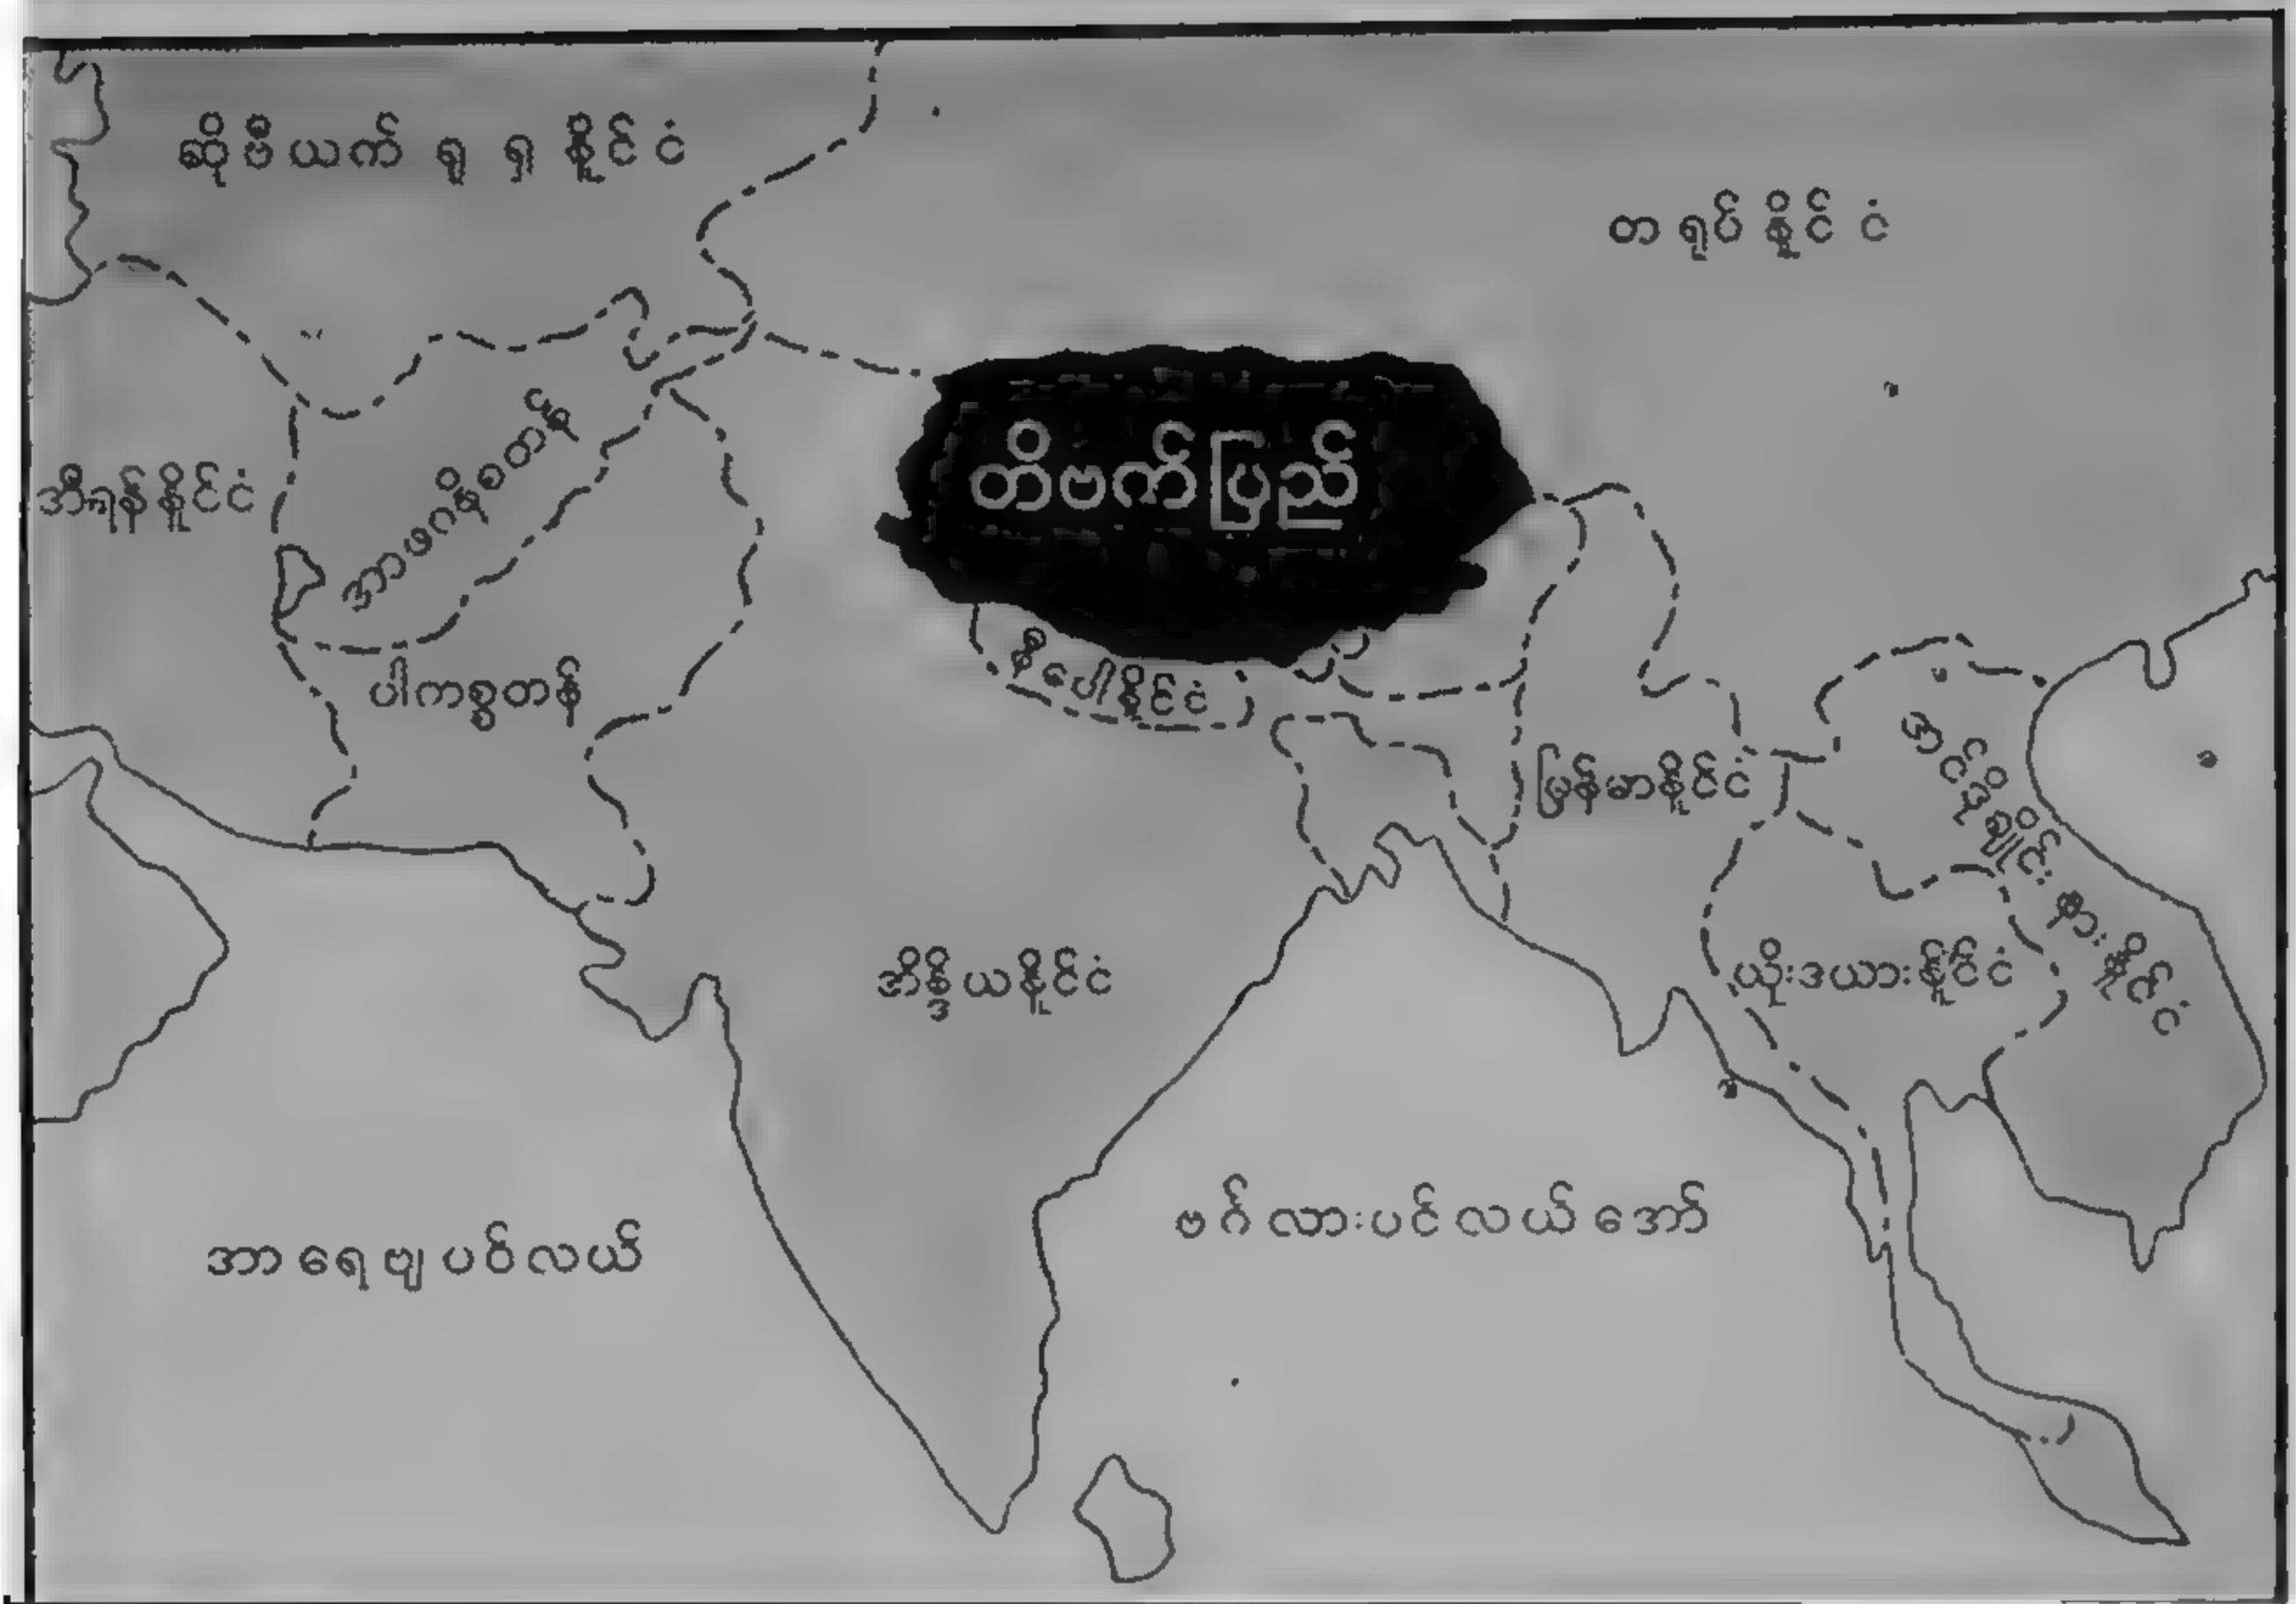 ဆိုဗီယက် ရုရှနိုင်ငံ
တရုပ်နိုင်ငံ
အာဖဂနိစတန်
တိဗက်ပြည်
အီရန်နိုင်ငံ
နီပေါနိုင်ငံ
ပါကစ္စတန်
မြန်မာနိုင်ငံ
အင်ဒိုချိုင်းနားနိုင်ငံ
ယိုးဒယားနိုင်ငံ
အိန္ဒိယနိုင်ငံ
အာရေဗျပင်လယ်
ဗင်္ဂလားပင်လယ်အော်